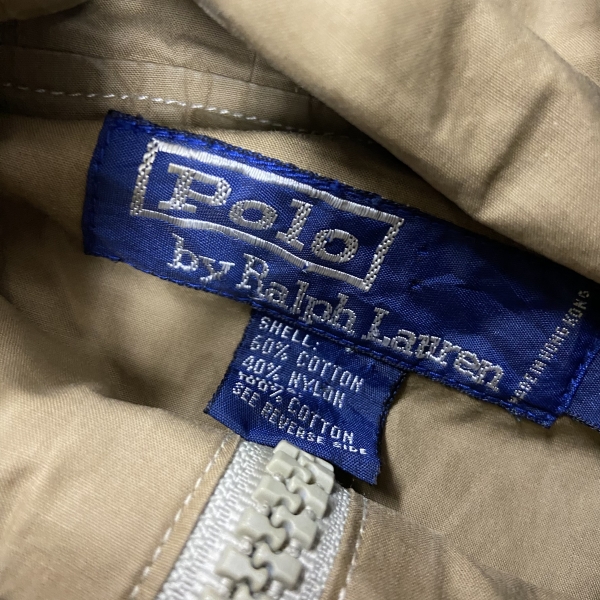 Polo
by Ralph Lauren
MADE IN HONG KONG
SHELL:
60% COTTON
40% NYLON
100% COTTON
SEE REVERSE SIDE